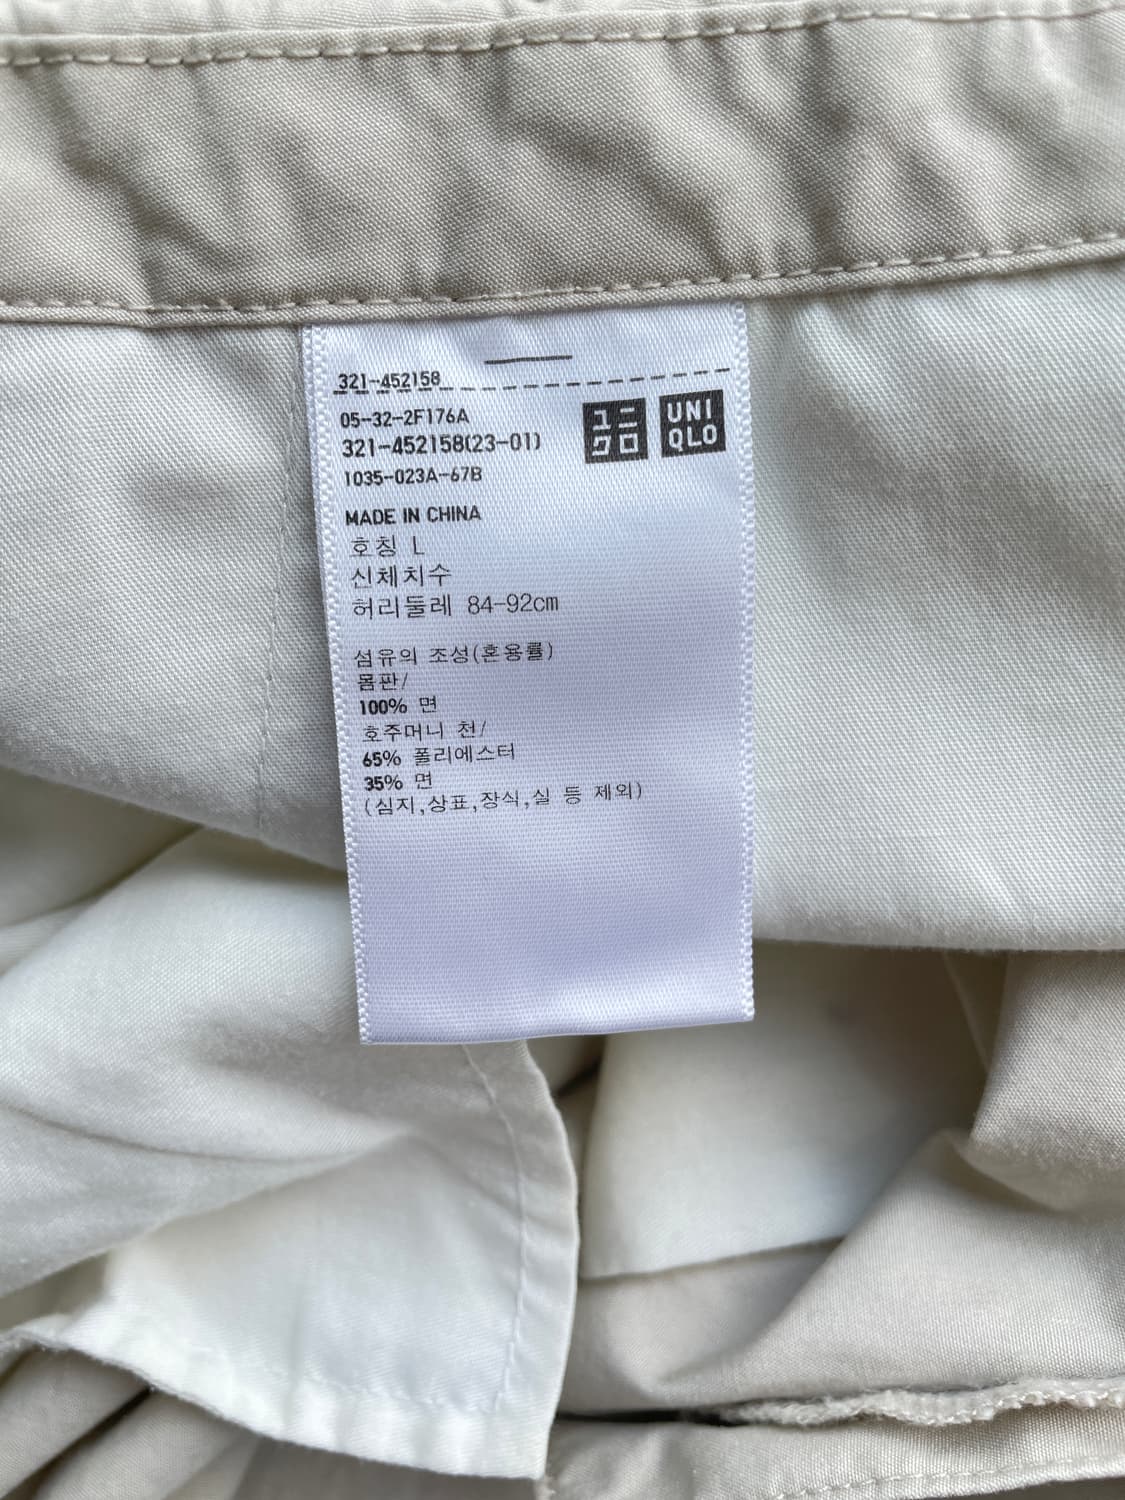 321-452158
05-32-2F176A
321-452158(23-01)
1035-023A-67B
ユニ
クロ
UNI
QLO
MADE IN CHINA
호칭 L
신체치수
허리둘레 84-92cm
섬유의 조성(혼용률)
몸판/
100% 면
호주머니 천/
65% 폴리에스터
35% 면
(심지,상표,장식,실 등 제외)